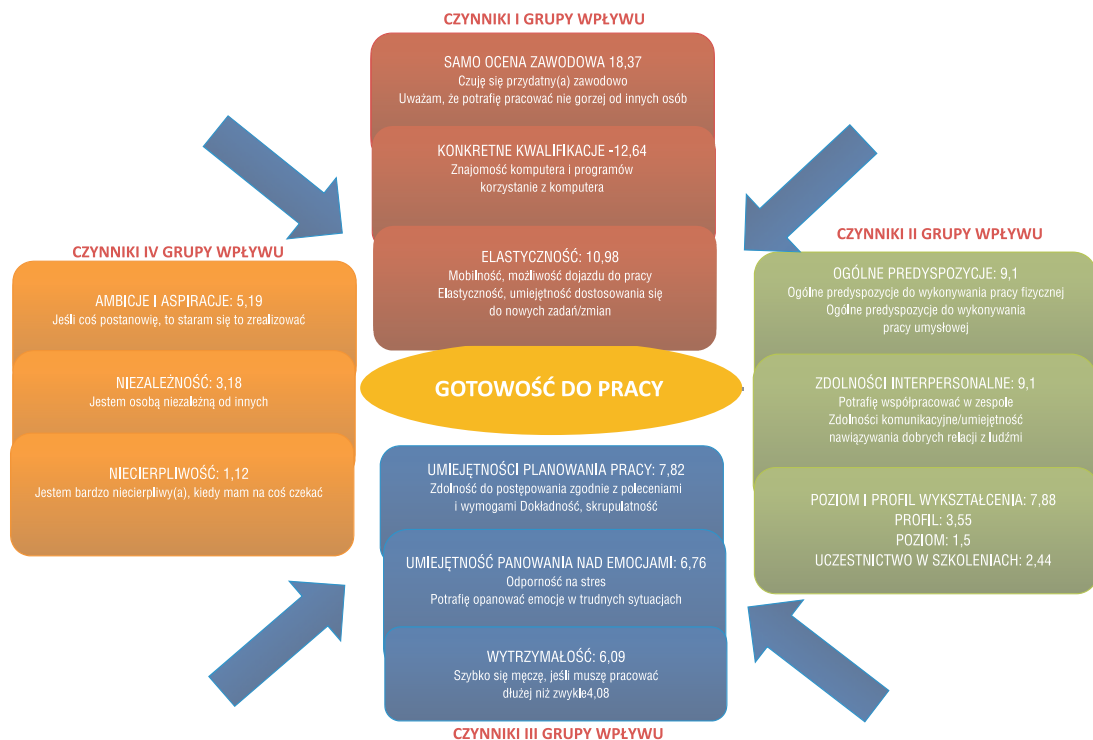 CZYNNIKI I GRUPY WPŁYWU
SAMO OCENA ZAWODOWA 18,37
Czuję się przydatny(a) zawodowo
Uważam, że potrafię pracować nie gorzej od innych osób
KONKRETNE KWALIFIKACJE -12,64
Znajomość komputera i programów
korzystanie z komputera
ELASTYCZNOŚĆ: 10,98
Mobilność, możliwość dojazdu do pracy
Elastyczność, umiejętność dostosowania się
do nowych zadań/zmian
CZYNNIKI IV GRUPY WPŁYWU
AMBICJE I ASPIRACJE: 5,19
Jeśli coś postanowię, to staram się to zrealizować
NIEZALEŻNOŚĆ: 3,18
Jestem osobą niezależną od innych
NIECIERPLIWOŚĆ: 1,12
Jestem bardzo niecierpliwy(a), kiedy mam na coś czekać
GOTOWOŚĆ DO PRACY
CZYNNIKI II GRUPY WPŁYWU
OGÓLNE PREDYSPOZYCJE: 9,1
Ogólne predyspozycje do wykonywania pracy fizycznej
Ogólne predyspozycje do wykonywania
pracy umysłowej
ZDOLNOŚCI INTERPERSONALNE: 9,1
Potrafię współpracować w zespole
Zdolności komunikacyjne/umiejętność
nawiązywania dobrych relacji z ludźmi
POZIOM I PROFIL WYKSZTAŁCENIA: 7,88
PROFIL: 3,55
POZIOM: 1,5
UCZESTNICTWO W SZKOLENIACH: 2,44
UMIEJĘTNOŚCI PLANOWANIA PRACY: 7,82
Zdolność do postępowania zgodnie z poleceniami
i wymogami Dokładność, skrupulatność
UMIEJĘTNOŚĆ PANOWANIA NAD EMOCJAMI: 6,76
Odporność na stres
Potrafię opanować emocje w trudnych sytuacjach
WYTRZYMAŁOŚĆ: 6,09
Szybko się męczę, jeśli muszę pracować
dłużej niż zwykle4,08
CZYNNIKI III GRUPY WPŁYWU